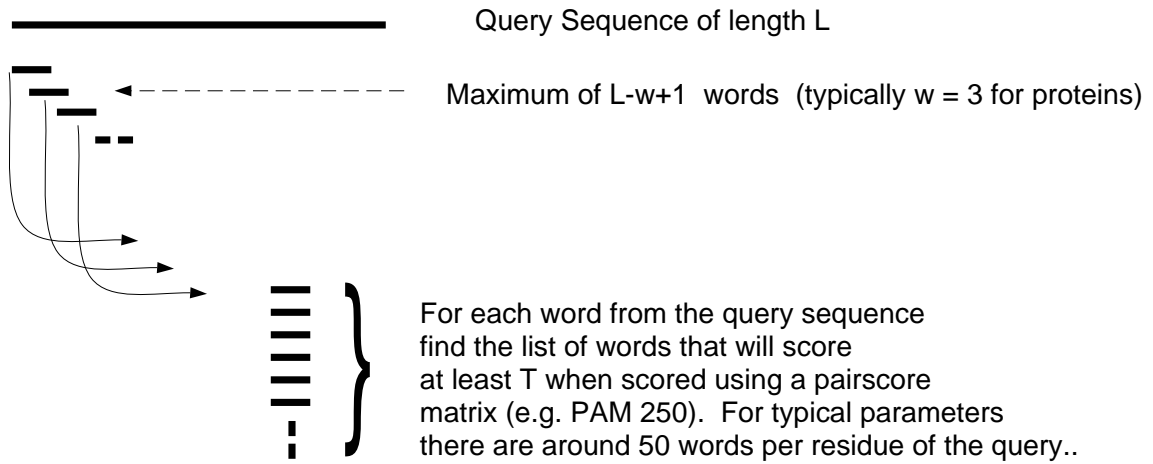 Query Sequence of length L
Maximum of L-w+1 words (typically w = 3 for proteins)
For each word from the query sequence
find the list of words that will score
at least T when scored using a pairscore
matrix (e.g. PAM 250). For typical parameters
there are around 50 words per residue of the query..